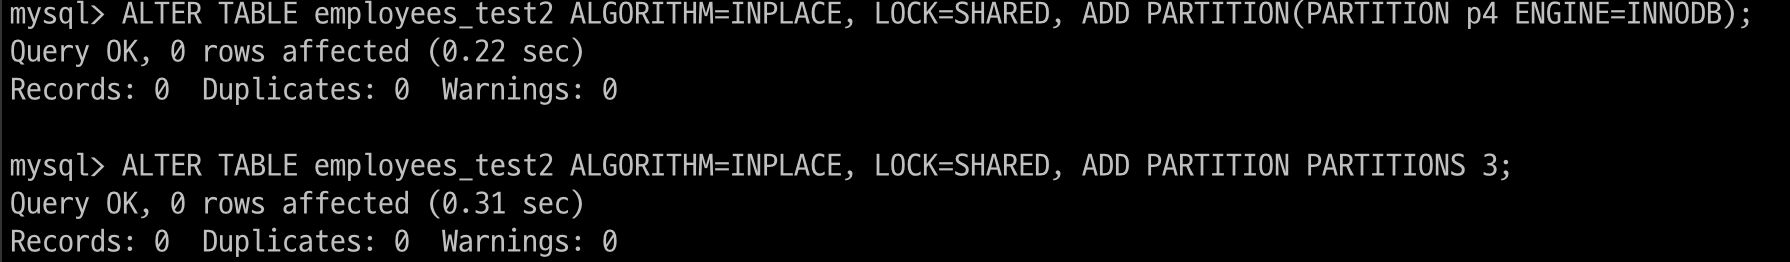 mysql> ALTER TABLE employees_test2 ALGORITHM=INPLACE, LOCK=SHARED, ADD PARTITION(PARTITION p4 ENGINE=INNODB);
Query OK, 0 rows affected (0.22 sec)
Records: 0  Duplicates: 0  Warnings: 0

mysql> ALTER TABLE employees_test2 ALGORITHM=INPLACE, LOCK=SHARED, ADD PARTITION PARTITIONS 3;
Query OK, 0 rows affected (0.31 sec)
Records: 0  Duplicates: 0  Warnings: 0